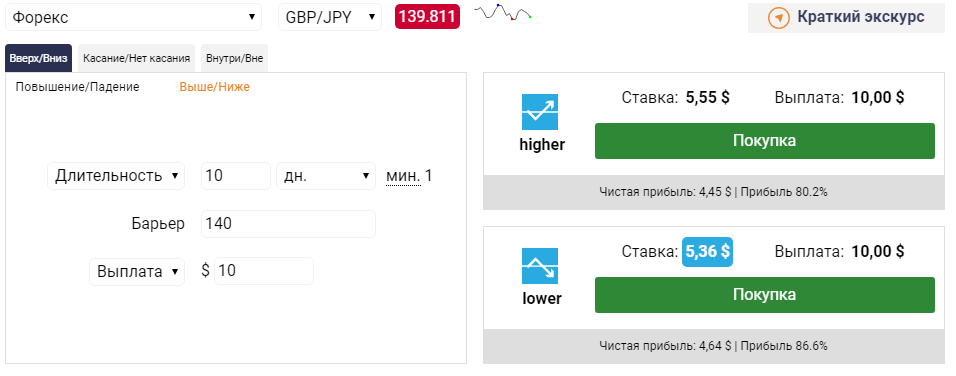 Форекс GBP/JPY 139.811 Краткий экскурс
Вверх/Вниз Касание/Нет касания Внутри/Вне
Повышение/Падение Выше/Ниже
Длительность 10 дн. мин. 1
Барьер 140
Выплата $ 10
Ставка: 5,55 $ Выплата: 10,00 $
higher
Покупка
Чистая прибыль: 4,45 $ | Прибыль 80.2%
Ставка: 5,36 $ Выплата: 10,00 $
lower
Покупка
Чистая прибыль: 4,64 $ | Прибыль 86.6%